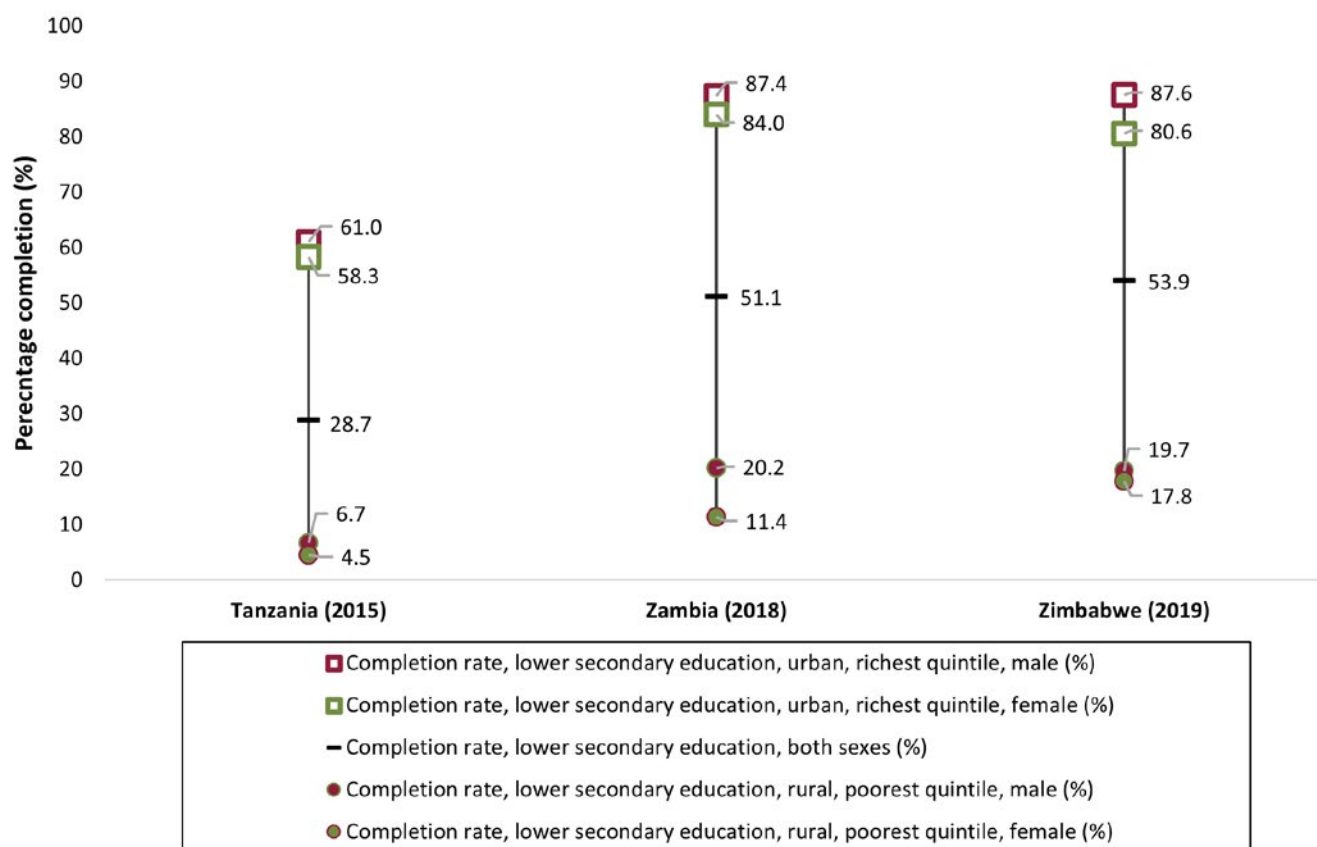 100
90
80
70
60
50
40
30
20
10
0
Perecntage completion (%)
61.0
58.3
28.7
6.7
4.5
87.4
84.0
51.1
20.2
11.4
87.6
80.6
53.9
19.7
17.8
Tanzania (2015)
Zambia (2018)
Zimbabwe (2019)
Completion rate, lower secondary education, urban, richest quintile, male (%)
Completion rate, lower secondary education, urban, richest quintile, female (%)
Completion rate, lower secondary education, both sexes (%)
Completion rate, lower secondary education, rural, poorest quintile, male (%)
Completion rate, lower secondary education, rural, poorest quintile, female (%)